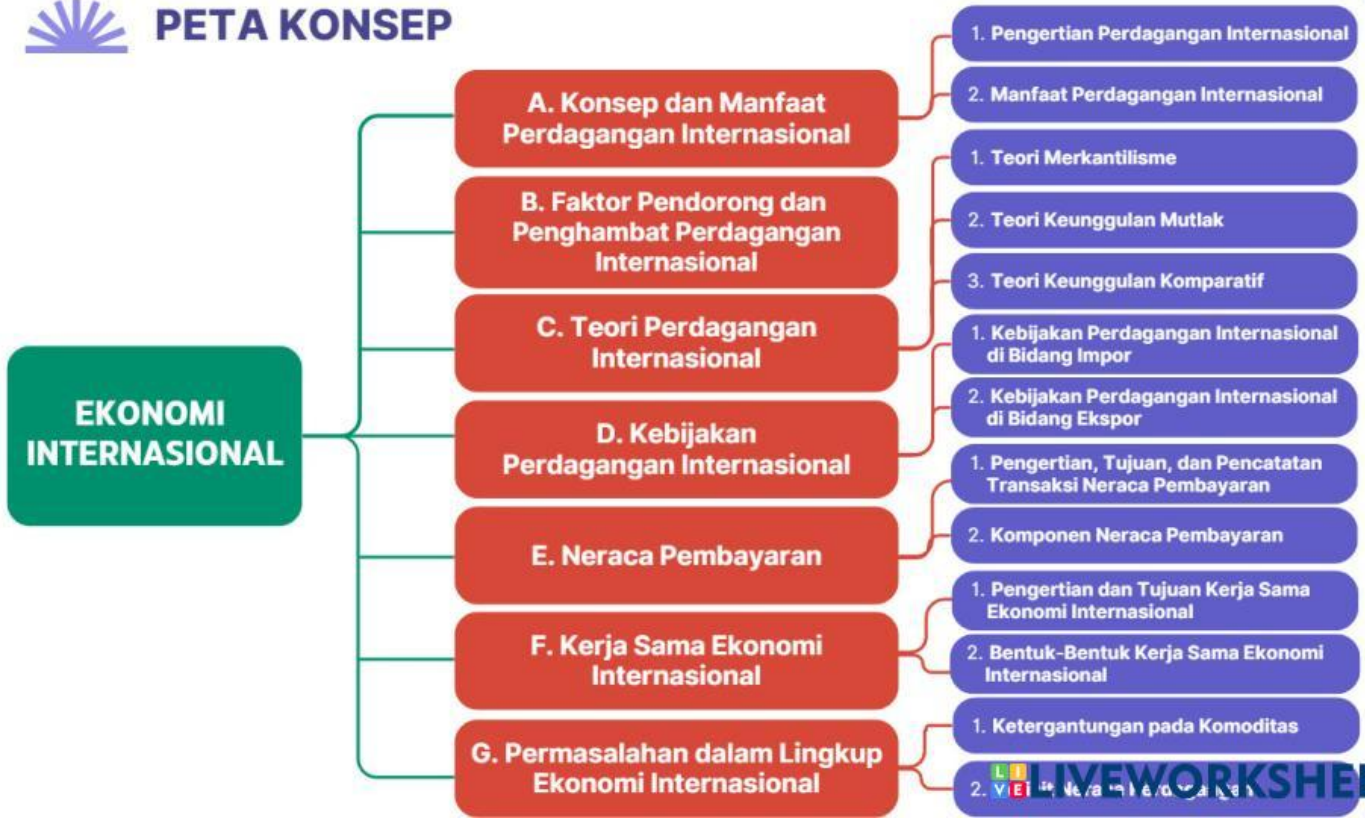 PETA KONSEP
EKONOMI
INTERNASIONAL
A. Konsep dan Manfaat
Perdagangan Internasional
1. Pengertian Perdagangan Internasional
2. Manfaat Perdagangan Internasional
B. Faktor Pendorong dan
Penghambat Perdagangan
Internasional
C. Teori Perdagangan
Internasional
1. Teori Merkantilisme
2. Teori Keunggulan Mutlak
3. Teori Keunggulan Komparatif
D. Kebijakan
Perdagangan Internasional
1. Kebijakan Perdagangan Internasional
di Bidang Impor
2. Kebijakan Perdagangan Internasional
di Bidang Ekspor
E. Neraca Pembayaran
1. Pengertian, Tujuan, dan Pencatatan
Transaksi Neraca Pembayaran
2. Komponen Neraca Pembayaran
F. Kerja Sama Ekonomi
Internasional
1. Pengertian dan Tujuan Kerja Sama
Ekonomi Internasional
2. Bentuk-Bentuk Kerja Sama Ekonomi
Internasional
G. Permasalahan dalam Lingkup
Ekonomi Internasional
1. Ketergantungan pada Komoditas
2.
LIVE LIVEWORKSHE